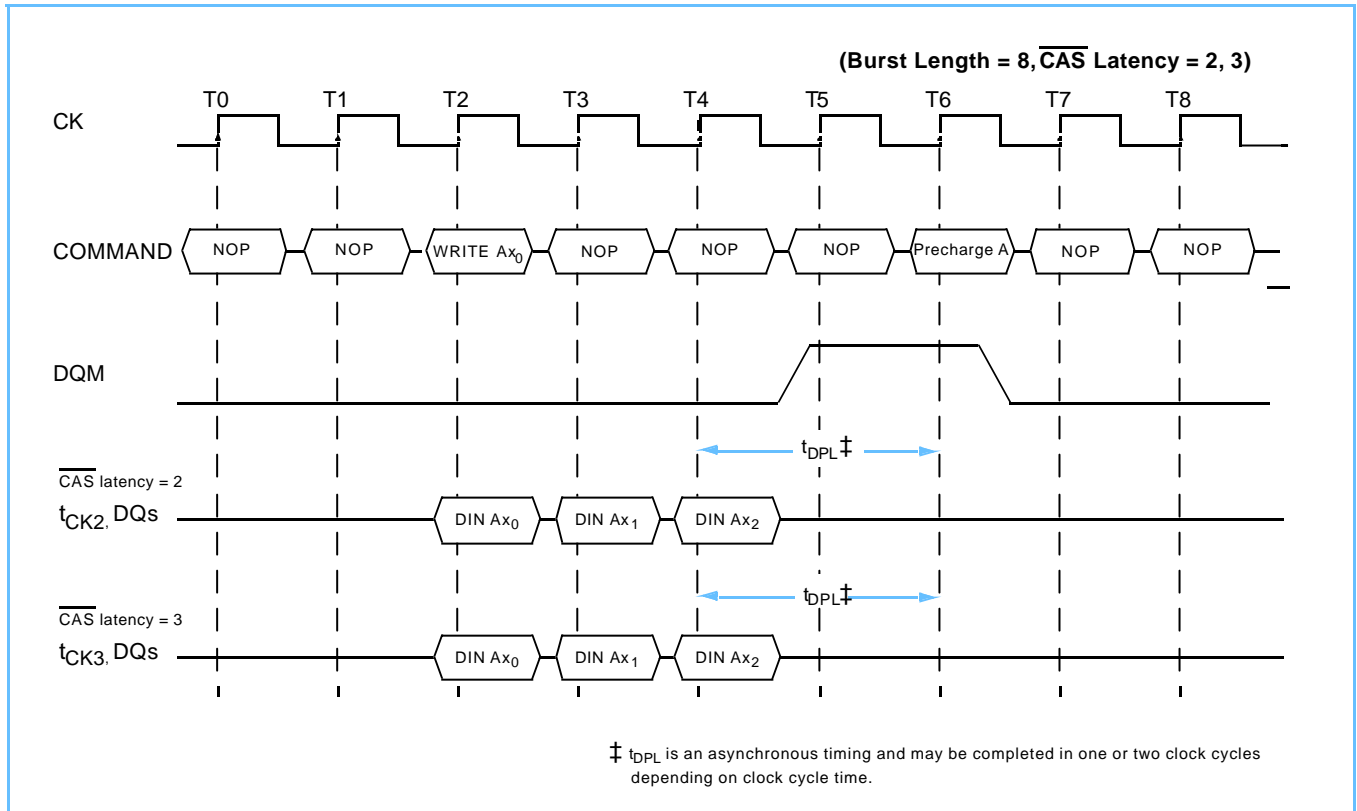 (Burst Length = 8, CAS Latency = 2, 3)
T0 T1 T2 T3 T4 T5 T6 T7 T8
CK
COMMAND NOP NOP WRITE Ax0 NOP NOP NOP Precharge A NOP NOP
DQM
tDPL ‡
CAS latency = 2
tCK2, DQs DIN Ax0 DIN Ax1 DIN Ax2
tDPL‡
CAS latency = 3
tCK3, DQs DIN Ax0 DIN Ax1 DIN Ax2
‡ tDPL is an asynchronous timing and may be completed in one or two clock cycles
depending on clock cycle time.